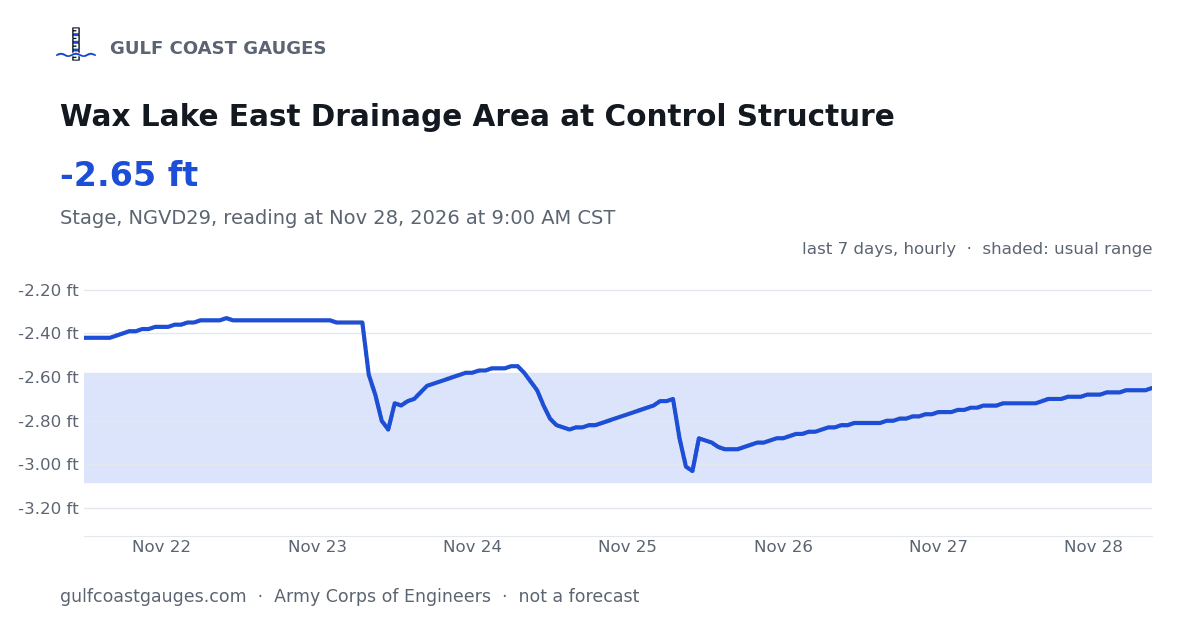 GULF COAST GAUGES
Wax Lake East Drainage Area at Control Structure
-2.65 ft
Stage, NGVD29, reading at Nov 28, 2026 at 9:00 AM CST
last 7 days, hourly · shaded: usual range
-2.20 ft
-2.40 ft
-2.60 ft
-2.80 ft
-3.00 ft
-3.20 ft
Nov 22 Nov 23 Nov 24 Nov 25 Nov 26 Nov 27 Nov 28
gulfcoastgauges.com · Army Corps of Engineers · not a forecast